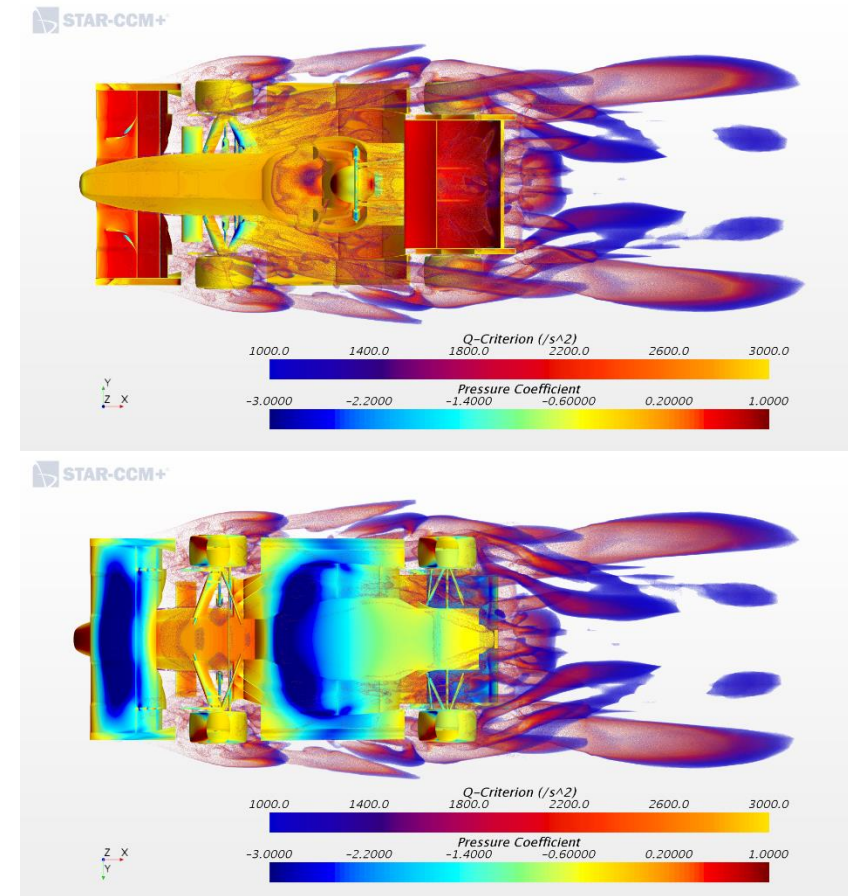 STAR-CCM+
Q-Criterion (/s^2)
1000.0 1400.0 1800.0 2200.0 2600.0 3000.0
Pressure Coefficient
-3.0000 -2.2000 -1.4000 -0.60000 0.20000 1.0000
Y
Z X
STAR-CCM+
Q-Criterion (/s^2)
1000.0 1400.0 1800.0 2200.0 2600.0 3000.0
Pressure Coefficient
-3.0000 -2.2000 -1.4000 -0.60000 0.20000 1.0000
Z X
Y